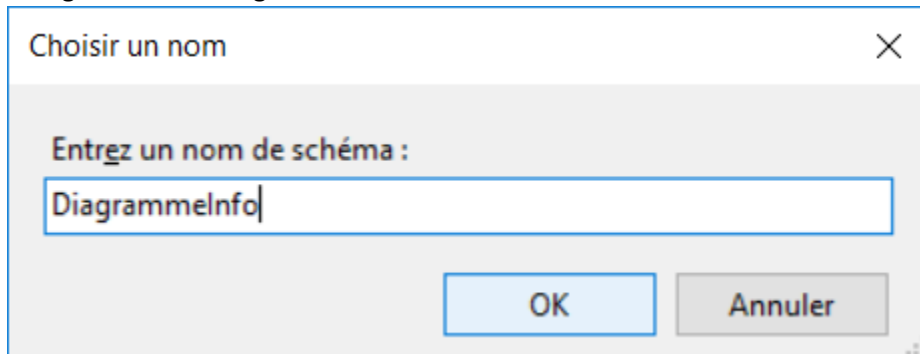 Choisir un nom
Entrez un nom de schéma :
DiagrammeInfo
OK Annuler